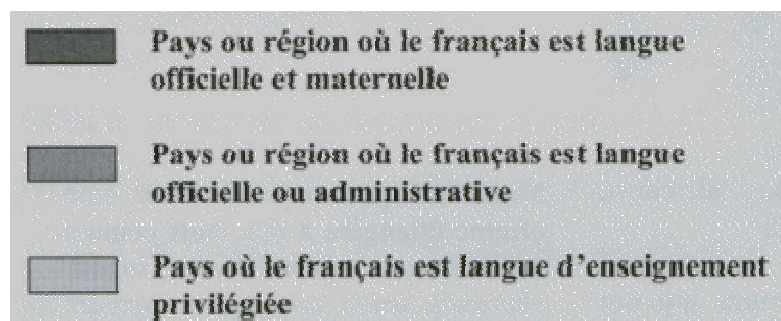 Pays ou région où le français est langue
officielle et maternelle
Pays ou région où le français est langue
officielle ou administrative
Pays où le français est langue d'enseignement
privilégiée